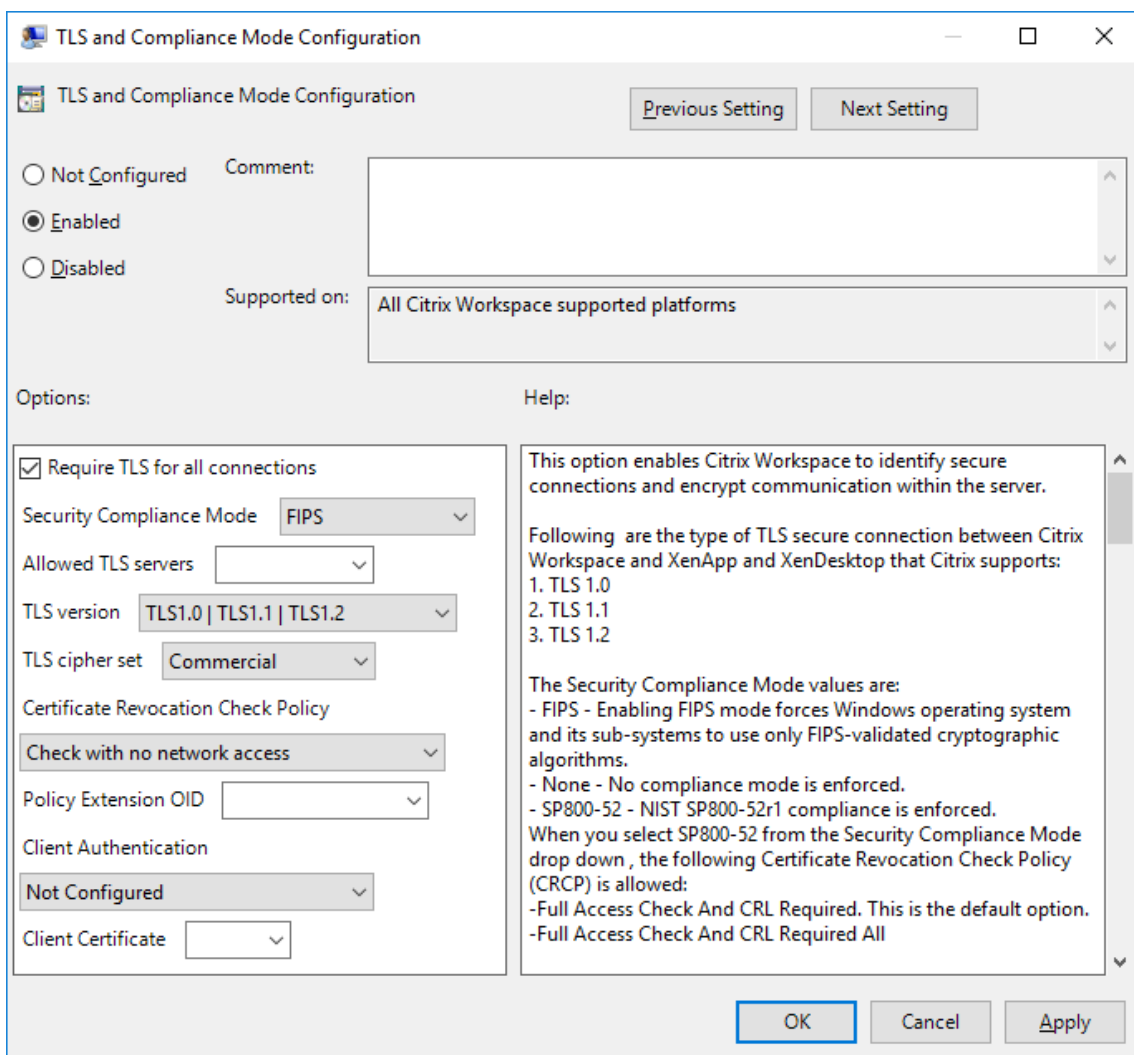 TLS and Compliance Mode Configuration
TLS and Compliance Mode Configuration
Previous Setting
Next Setting
Not Configured
Enabled
Disabled
Comment:
Supported on:
All Citrix Workspace supported platforms
Options:
Help:
Require TLS for all connections
Security Compliance Mode FIPS
Allowed TLS servers
TLS version TLS1.0 | TLS1.1 | TLS1.2
TLS cipher set Commercial
Certificate Revocation Check Policy
Check with no network access
Policy Extension OID
Client Authentication
Not Configured
Client Certificate
This option enables Citrix Workspace to identify secure
connections and encrypt communication within the server.
Following are the type of TLS secure connection between Citrix
Workspace and XenApp and XenDesktop that Citrix supports:
1. TLS 1.0
2. TLS 1.1
3. TLS 1.2
The Security Compliance Mode values are:
- FIPS - Enabling FIPS mode forces Windows operating system
and its sub-systems to use only FIPS-validated cryptographic
algorithms.
- None - No compliance mode is enforced.
- SP800-52 - NIST SP800-52r1 compliance is enforced.
When you select SP800-52 from the Security Compliance Mode
drop down , the following Certificate Revocation Check Policy
(CRCP) is allowed:
-Full Access Check And CRL Required. This is the default option.
-Full Access Check And CRL Required All
OK
Cancel
Apply